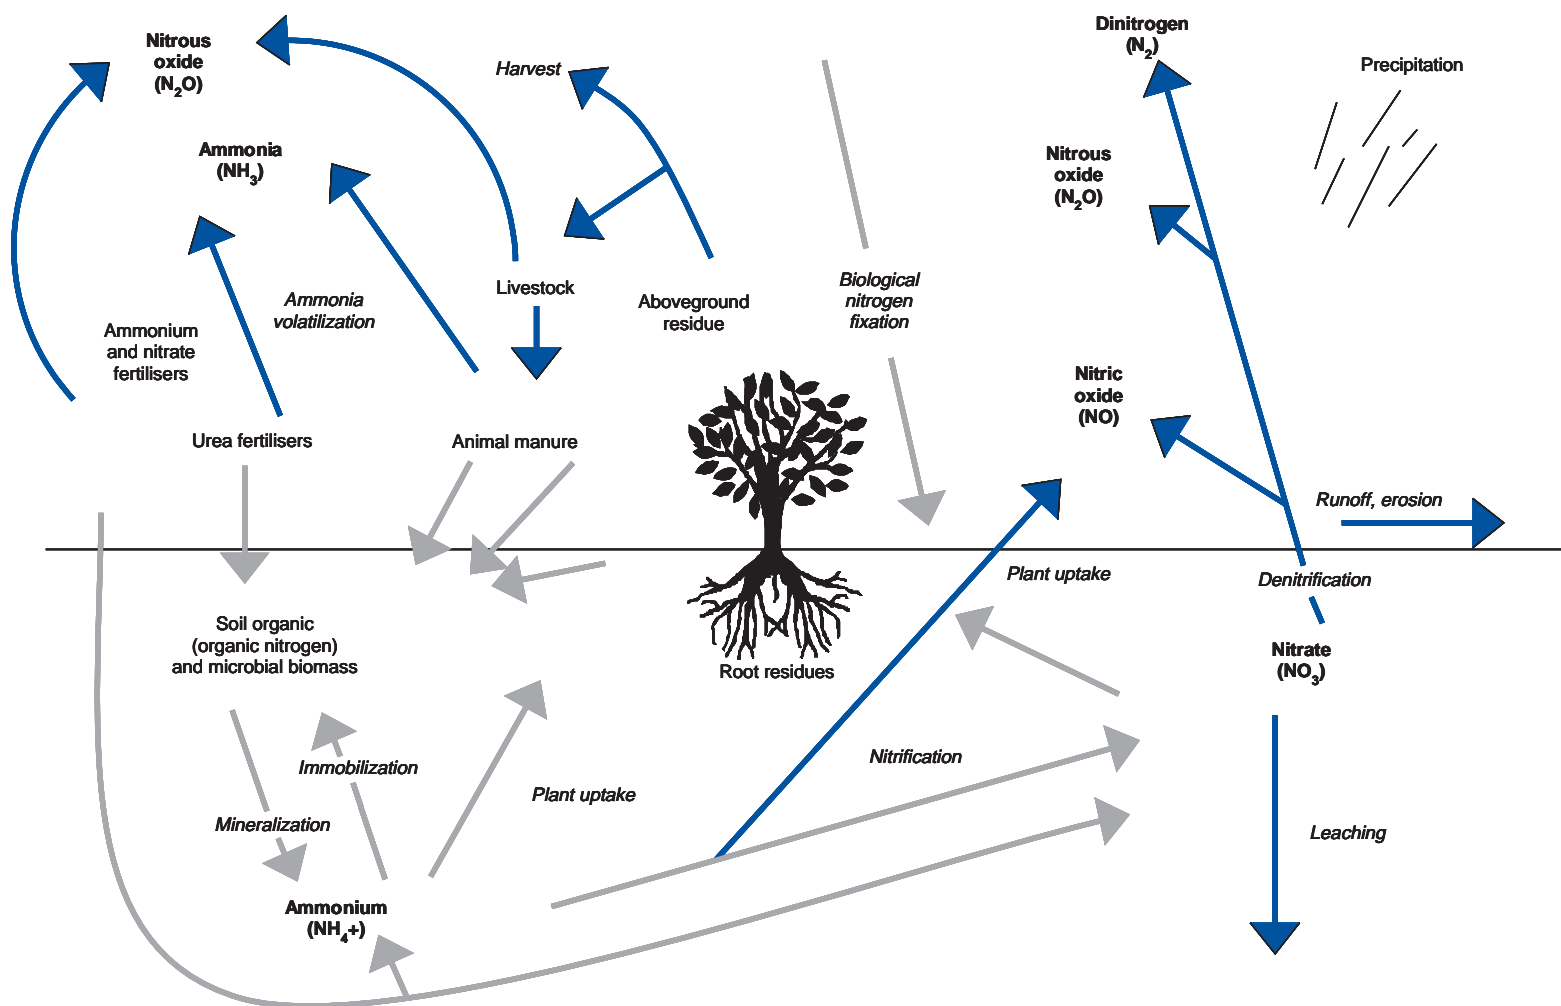 Nitrous
oxide
(N₂O)
Harvest
Dinitrogen
(N₂)
Precipitation
Ammonia
(NH₃)
Nitrous
oxide
(N₂O)
Ammonium
and nitrate
fertilisers
Ammonia
volatilization
Livestock
Aboveground
residue
Biological
nitrogen
fixation
Nitric
oxide
(NO)
Urea fertilisers
Animal manure
Runoff, erosion
Plant uptake
Denitrification
Soil organic
(organic nitrogen)
and microbial biomass
Root residues
Nitrate
(NO₃)
Immobilization
Mineralization
Plant uptake
Nitrification
Leaching
Ammonium
(NH₄+)